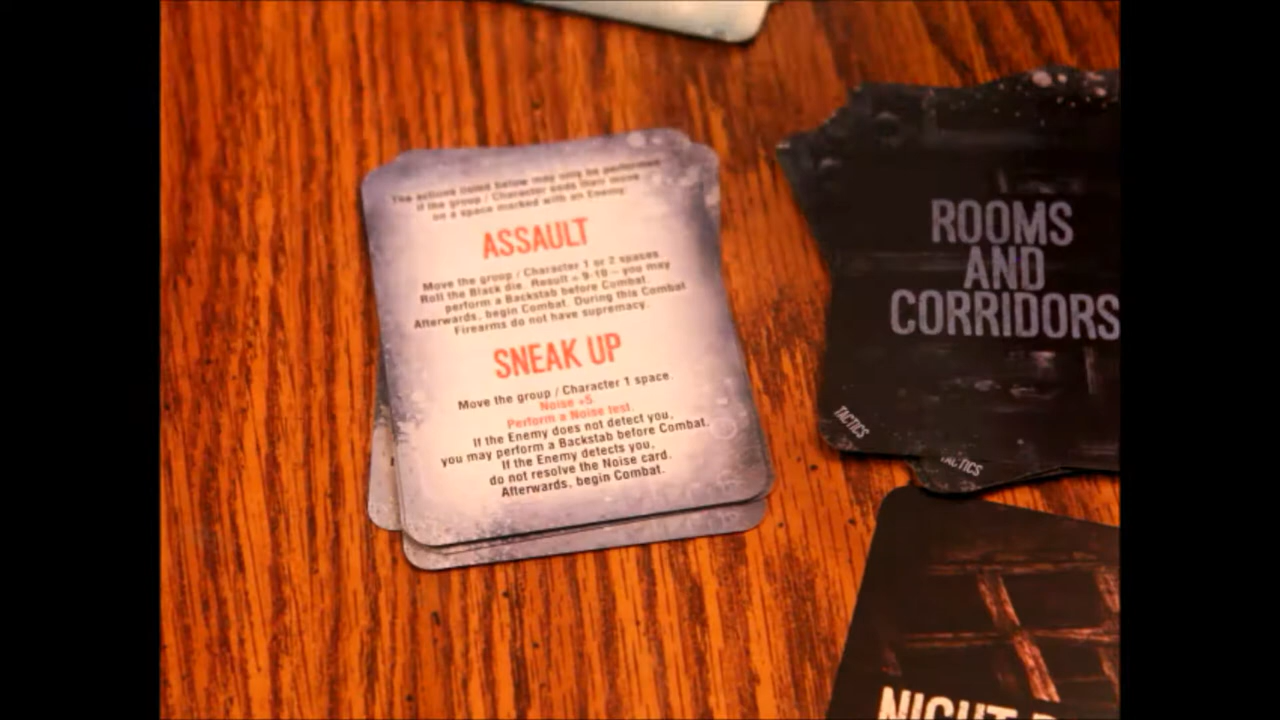 The actions listed below may only be performed
if the group / Character ends their move
on a space marked with an Enemy:
ASSAULT
Move the group / Character 1 or 2 spaces.
Roll the Black die. Result = 9-10 – you may
perform a Backstab before Combat.
Afterwards, begin Combat. During this Combat
Firearms do not have supremacy.
SNEAK UP
Move the group / Character 1 space.
Noise +5.
Perform a Noise test.
If the Enemy does not detect you,
you may perform a Backstab before Combat.
If the Enemy detects you,
do not resolve the Noise card.
Afterwards, begin Combat.
ROOMS
AND
CORRIDORS
TACTICS
TACTICS
NIGHT